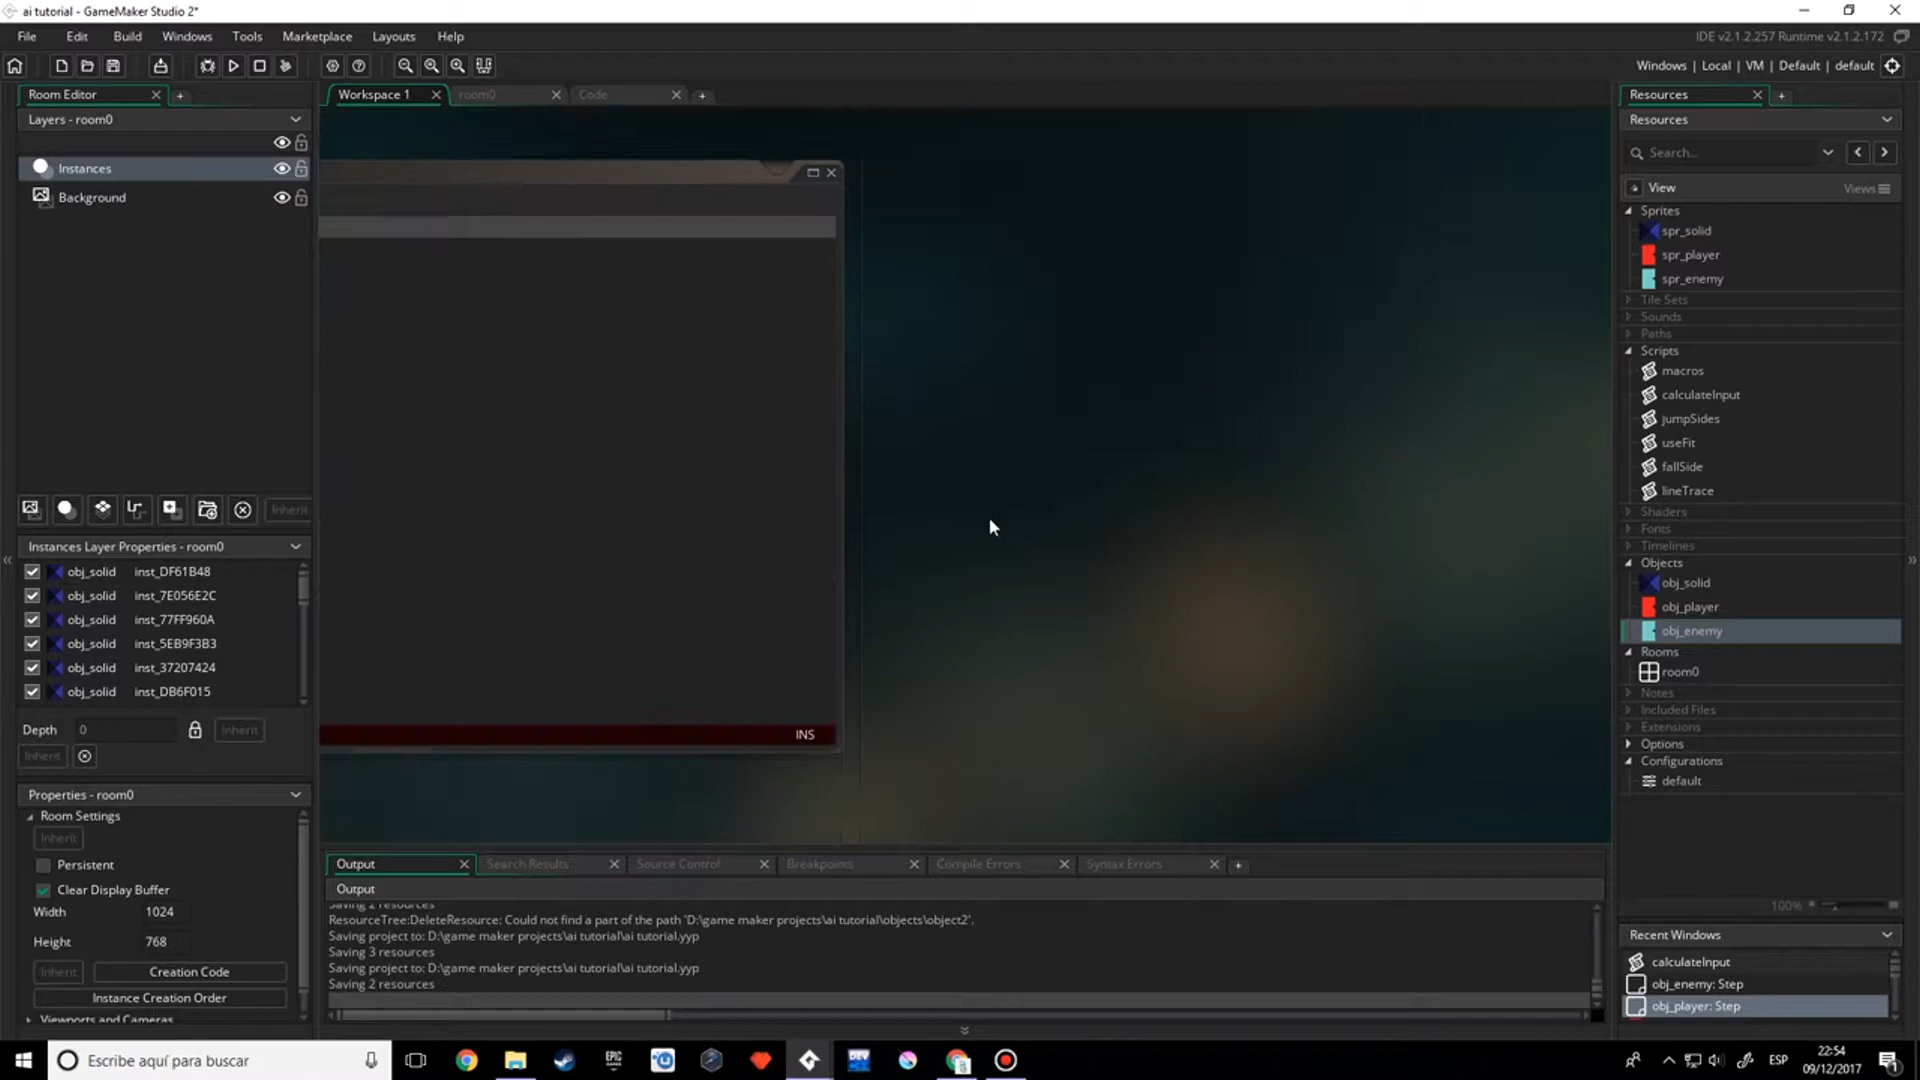 ai tutorial - GameMaker Studio 2*
File Edit Build Windows Tools Marketplace Layouts Help
IDE v2.1.2.257 Runtime v2.1.2.172
Windows | Local | VM | Default | default
Room Editor
Workspace 1
room0
Code
Resources
Layers - room0
Resources
Search...
Instances
Background
View
Views
Sprites
spr_solid
spr_player
spr_enemy
Tile Sets
Sounds
Paths
Scripts
macros
calculateInput
jumpSides
useFit
fallSide
lineTrace
Shaders
Fonts
Timelines
Objects
obj_solid
obj_player
obj_enemy
Rooms
room0
Notes
Included Files
Extensions
Options
Configurations
default
100%
Inherit
Instances Layer Properties - room0
obj_solid inst_DF61B48
obj_solid inst_7E056E2C
obj_solid inst_77FF960A
obj_solid inst_5EB9F3B3
obj_solid inst_37207424
obj_solid inst_DB6F015
Depth 0 Inherit
Inherit
INS
Properties - room0
Room Settings
Inherit
Persistent
Clear Display Buffer
Width 1024
Height 768
Inherit Creation Code
Instance Creation Order
Viewports and Cameras
Output
Search Results
Source Control
Breakpoints
Compile Errors
Syntax Errors
Output
Saving 2 resources
ResourceTree:DeleteResource: Could not find a part of the path 'D:\game maker projects\ai tutorial\objects\object2'.
Saving project to: D:\game maker projects\ai tutorial\ai tutorial.yyp
Saving 3 resources
Saving project to: D:\game maker projects\ai tutorial\ai tutorial.yyp
Saving 2 resources
Recent Windows
calculateInput
obj_enemy: Step
obj_player: Step
Escribe aquí para buscar
EPIC
GAMES
DEV
ESP
22:54
09/12/2017
1